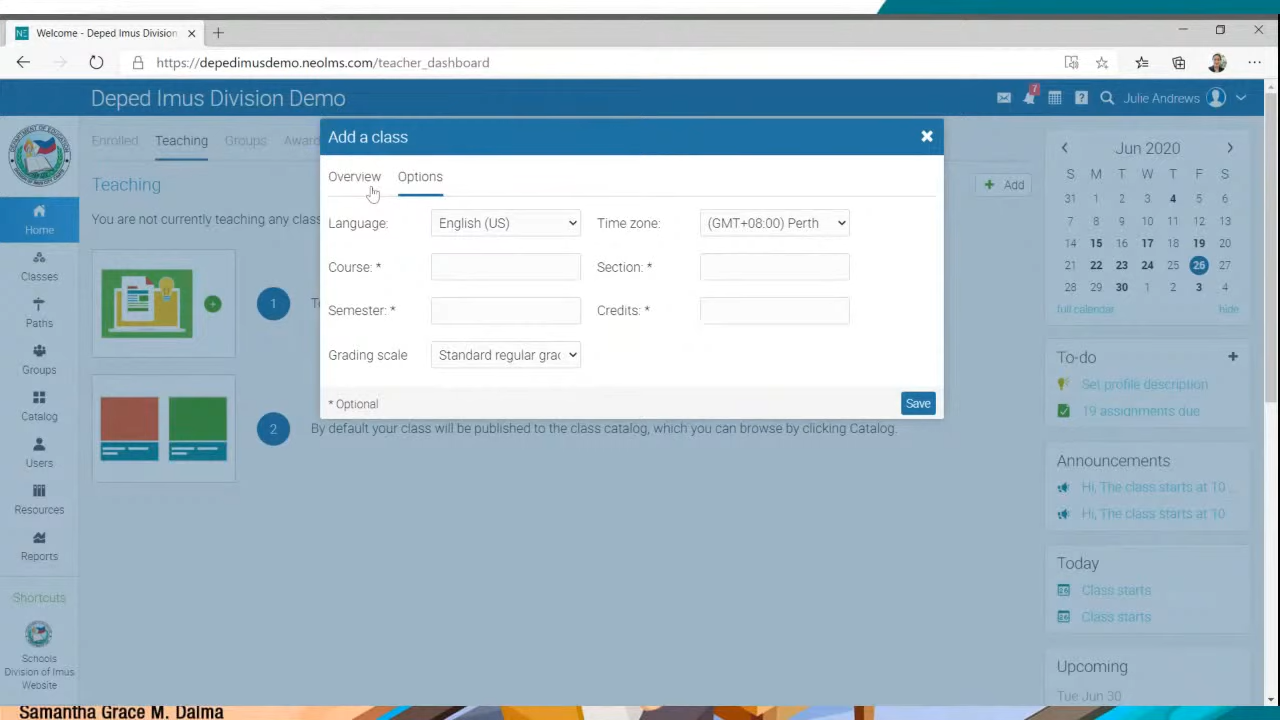 NE Welcome - Deped Imus Division
https://depedimusdemo.neolms.com/teacher_dashboard
Deped Imus Division Demo
7
Julie Andrews
Enrolled Teaching Groups Awar
Teaching
Add
You are not currently teaching any class
Home
Classes
Paths
Groups
Catalog
Users
Resources
Reports
Shortcuts
Schools
Division of Imus
Website
1
2
By default your class will be published to the class catalog, which you can browse by clicking Catalog.
Add a class
Overview Options
Language: English (US) Time zone: (GMT+08:00) Perth
Course: * Section: *
Semester: * Credits: *
Grading scale Standard regular grac
* Optional Save
Jun 2020
S M T W T F S
31 1 2 3 4 5 6
7 8 9 10 11 12 13
14 15 16 17 18 19 20
21 22 23 24 25 26 27
28 29 30 1 2 3 4
full calendar hide
To-do
Set profile description
19 assignments due
Announcements
Hi, The class starts at 10 ...
Hi, The class starts at 10
Today
26 Class starts
26 Class starts
Upcoming
Tue Jun 30
Samantha Grace M. Dalma